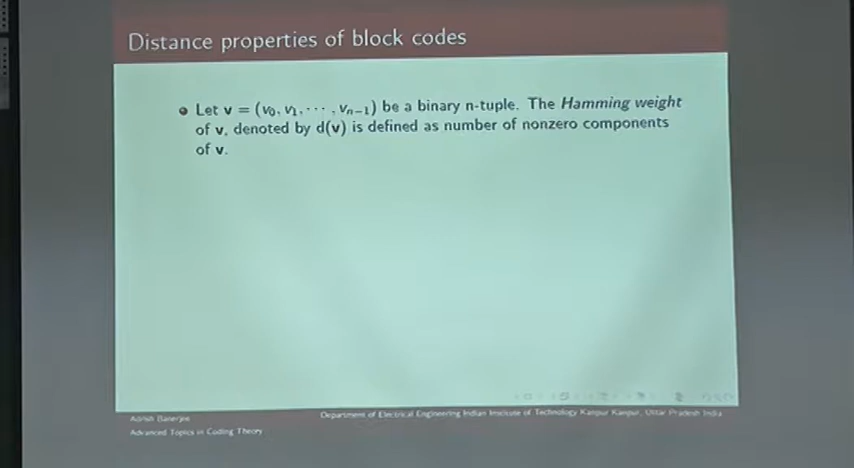 Distance properties of block codes
Let v = (v₀, v₁, ⋯ , vₙ₋₁) be a binary n-tuple. The Hamming weight
of v, denoted by d(v) is defined as number of nonzero components
of v.
Adrish Banerjee
Department of Electrical Engineering Indian Institute of Technology Kanpur Kanpur, Uttar Pradesh India
Advanced Topics in Coding Theory